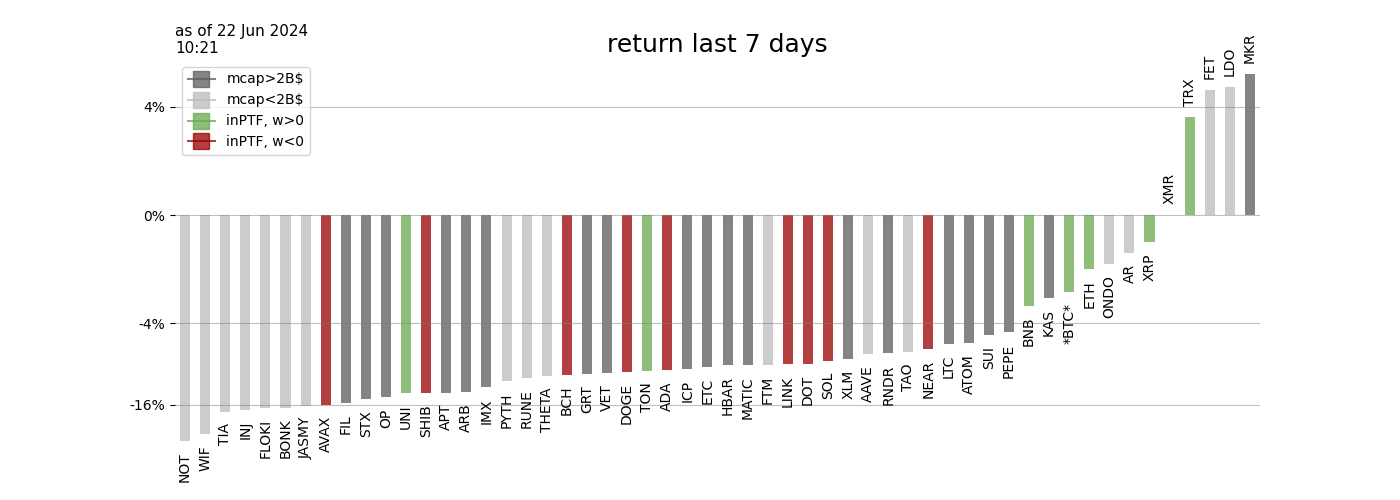 as of 22 Jun 2024
10:21
return last 7 days
mcap>2B$
mcap<2B$
inPTF, w>0
inPTF, w<0
4%
0%
-4%
-16%
NOT
WIF
TIA
INJ
FLOKI
BONK
JASMY
AVAX
FIL
STX
OP
UNI
SHIB
APT
ARB
IMX
PYTH
RUNE
THETA
BCH
GRT
VET
DOGE
TON
ADA
ICP
ETC
HBAR
MATIC
FTM
LINK
DOT
SOL
XLM
AAVE
RNDR
TAO
NEAR
LTC
ATOM
SUI
PEPE
BNB
KAS
*BTC*
ETH
ONDO
AR
XRP
XMR
TRX
FET
LDO
MKR